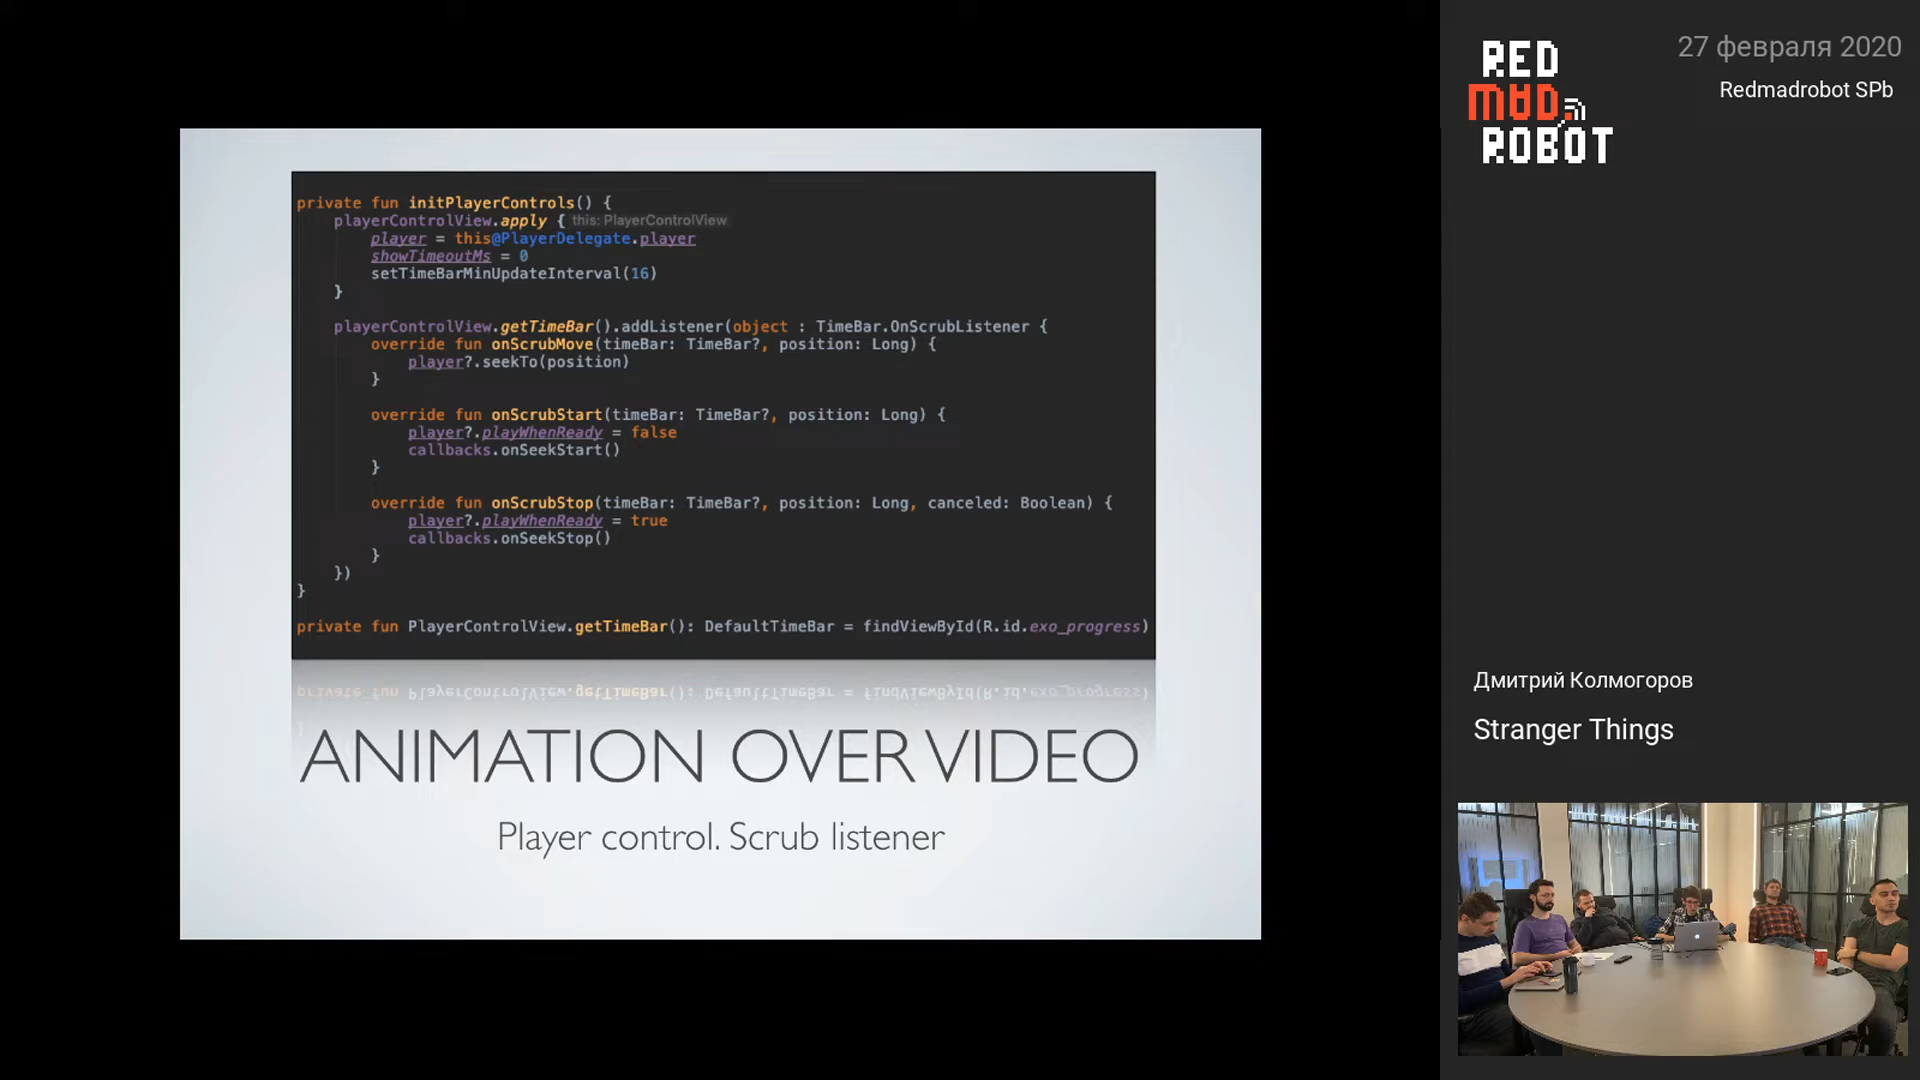 private fun initPlayerControls() {
playerControlView.apply { this: PlayerControlView
player = this@PlayerDelegate.player
showTimeoutMs = 0
setTimeBarMinUpdateInterval(16)
}
playerControlView.getTimeBar().addListener(object : TimeBar.OnScrubListener {
override fun onScrubMove(timeBar: TimeBar?, position: Long) {
player?.seekTo(position)
}
override fun onScrubStart(timeBar: TimeBar?, position: Long) {
player?.playWhenReady = false
callbacks.onSeekStart()
}
override fun onScrubStop(timeBar: TimeBar?, position: Long, canceled: Boolean) {
player?.playWhenReady = true
callbacks.onSeekStop()
}
})
}
private fun PlayerControlView.getTimeBar(): DefaultTimeBar = findViewById(R.id.exo_progress)
ANIMATION OVER VIDEO
Player control. Scrub listener
RED
MAD
ROBOT
27 февраля 2020
Redmadrobot SPb
Дмитрий Колмогоров
Stranger Things